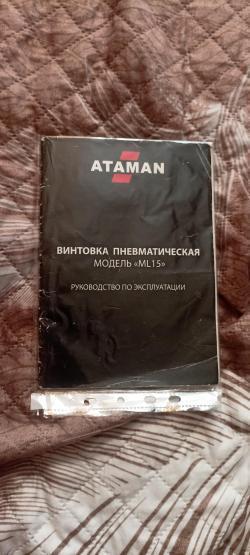 ATAMAN
ВИНТОВКА ПНЕВМАТИЧЕСКАЯ
МОДЕЛЬ «ML15»
РУКОВОДСТВО ПО ЭКСПЛУАТАЦИИ